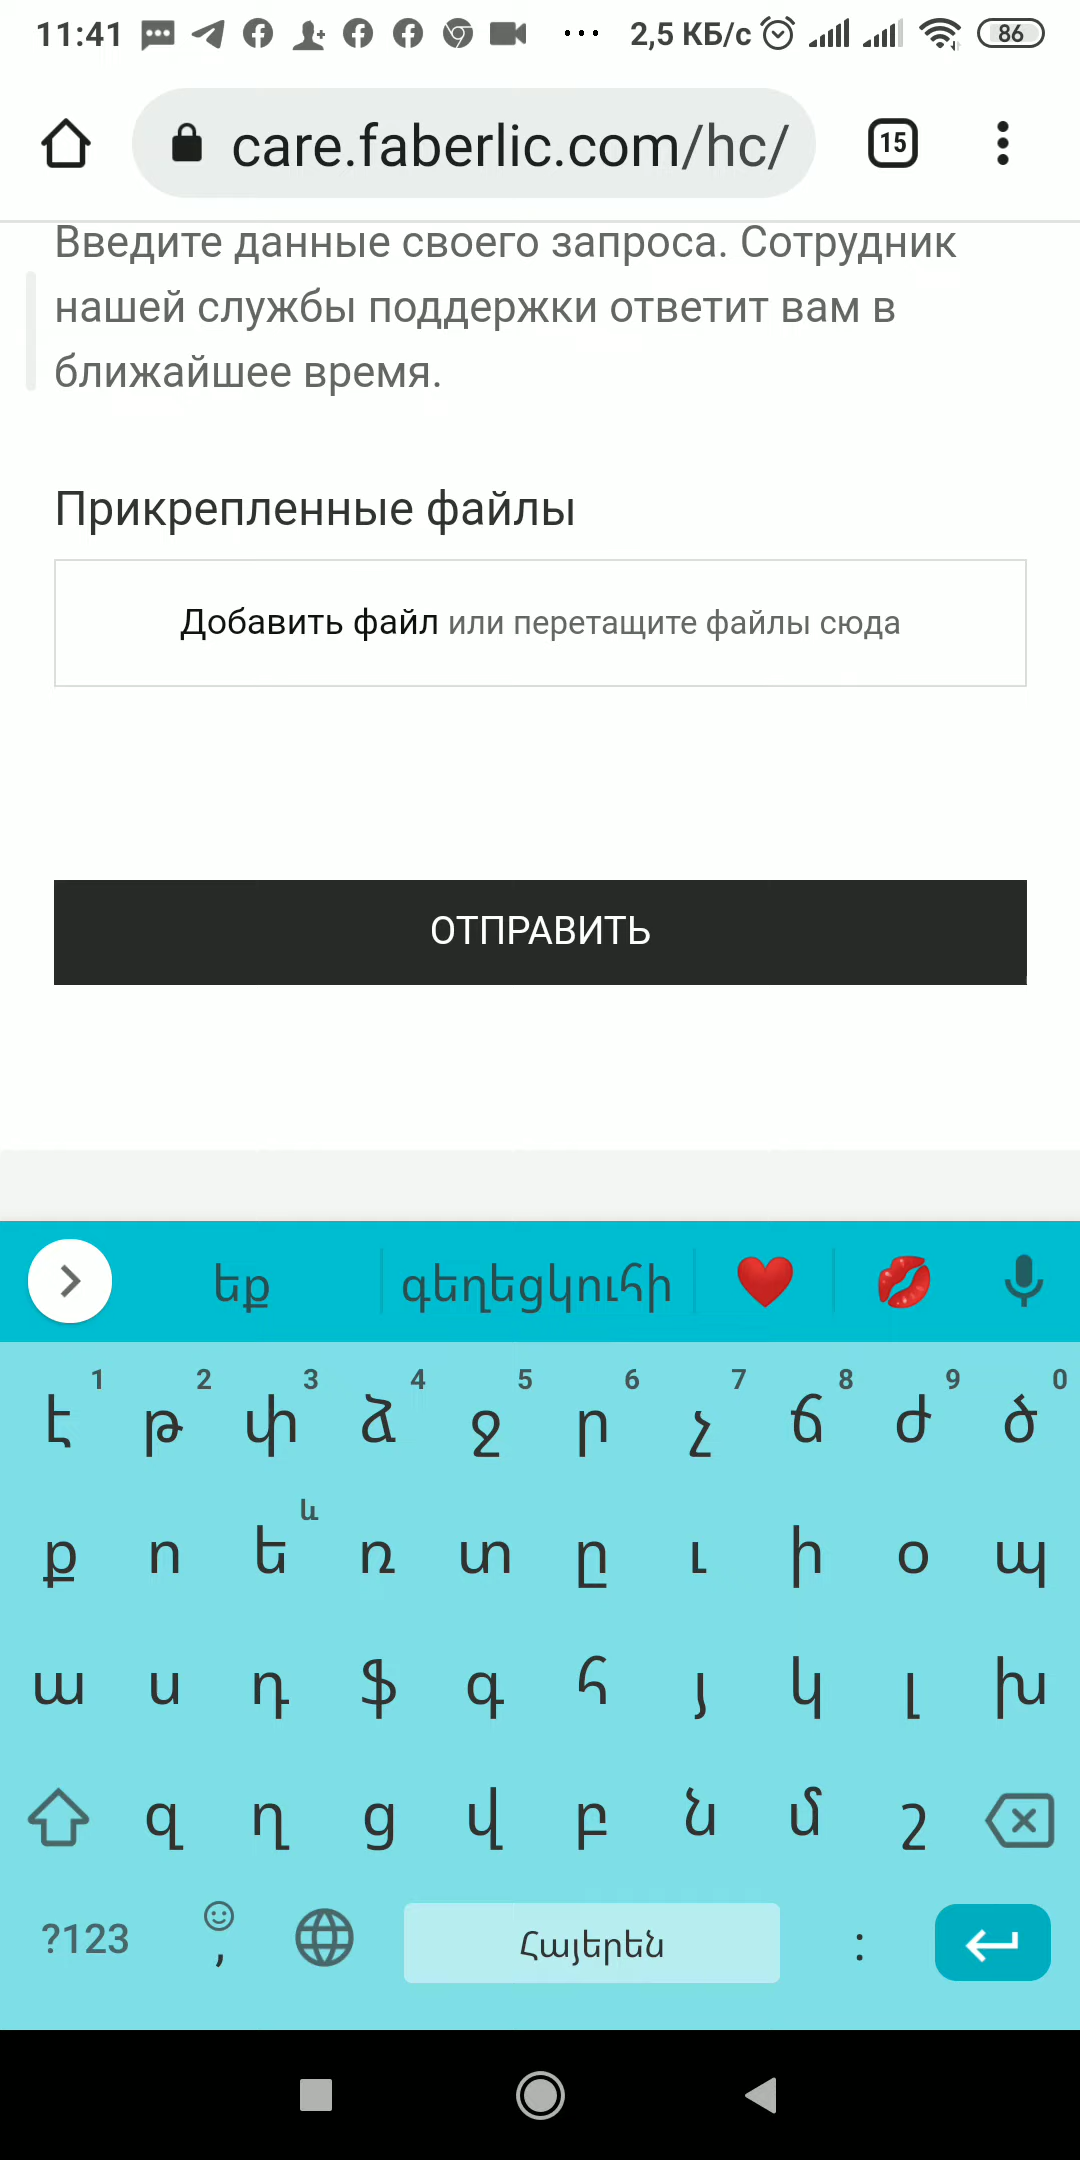 11:41 2,5 КБ/с 86
care.faberlic.com/hc/ 15
Введите данные своего запроса. Сотрудник
нашей службы поддержки ответит вам в
ближайшее время.
Прикрепленные файлы
Добавить файл или перетащите файлы сюда
ОТПРАВИТЬ
եք գեղեցկուհի
1 2 3 4 5 6 7 8 9 0
է թ փ ձ ջ ր չ ճ ժ ծ
և
ք ո ե ռ տ ը ւ ի օ պ
ա ս դ ֆ գ հ յ կ լ խ
զ ղ ց վ բ ն մ շ
?123 , Հայերեն :